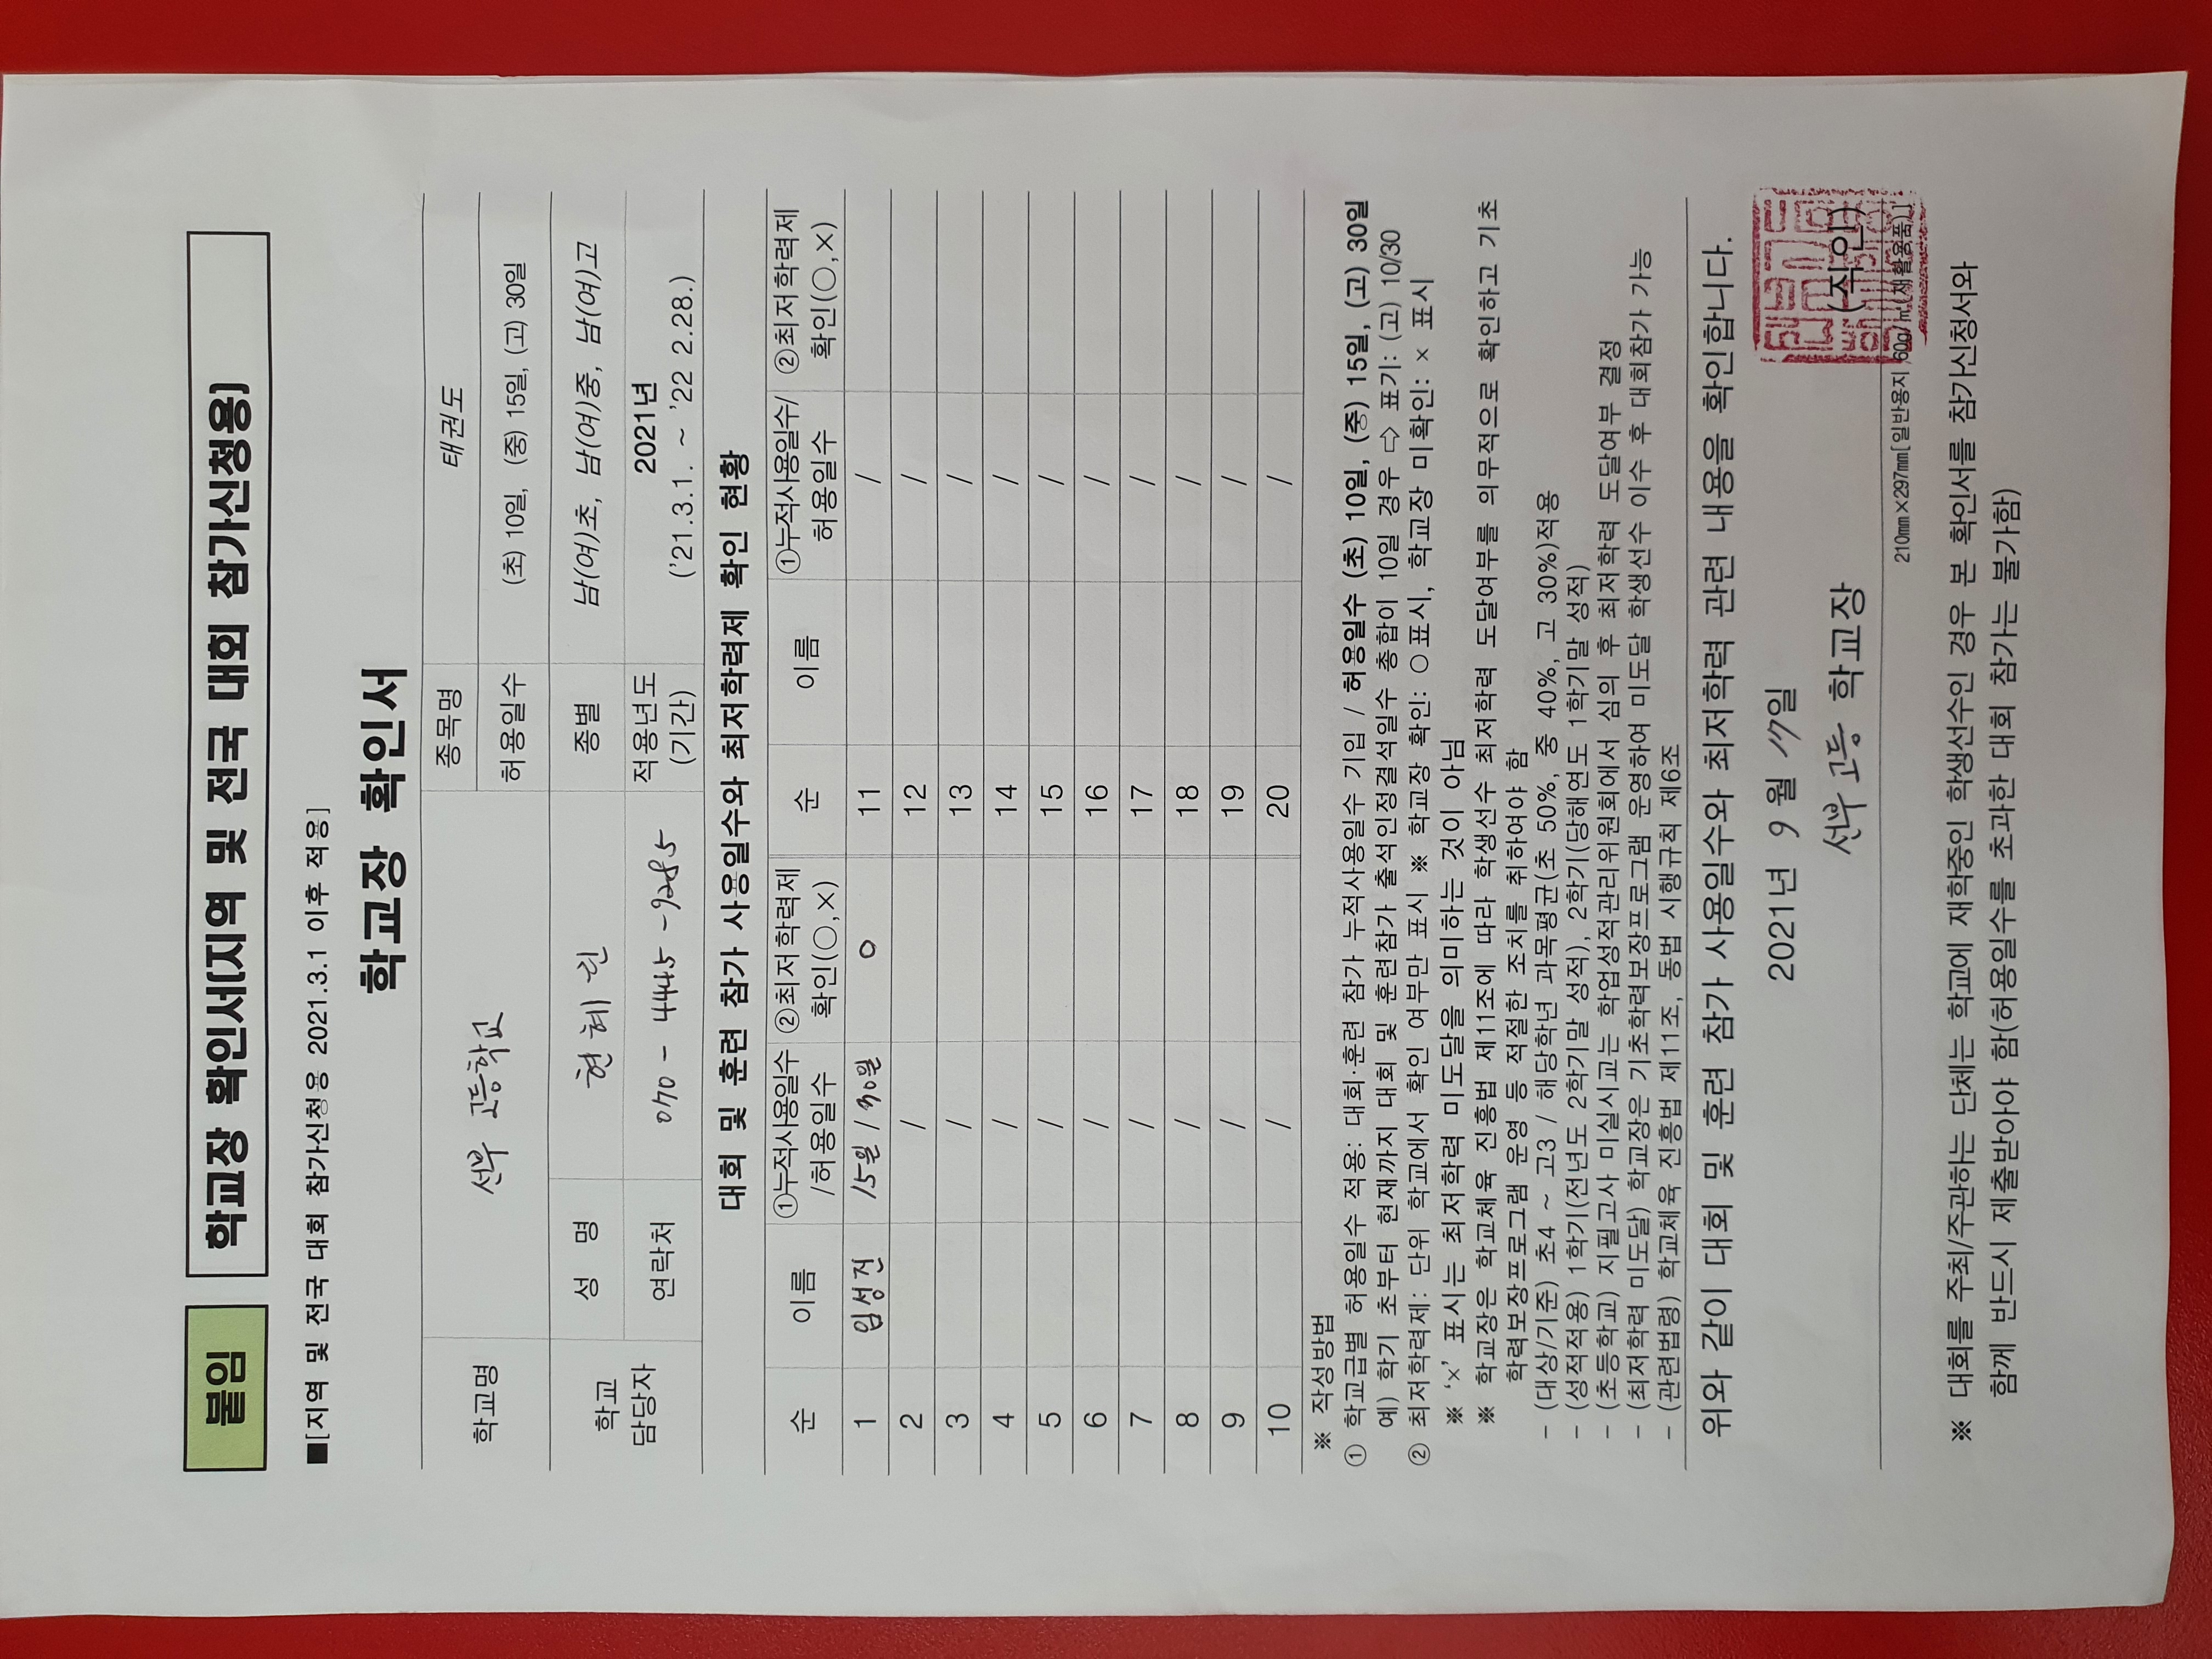 붙임
학교장 확인서(지역 및 전국 대회 참가신청용)
■[지역 및 전국 대회 참가신청용 2021.3.1 이후 적용]
학교장 확인서
학교명 선부 고등학교 종목명 태권도
허용일수 (초) 10일, (중) 15일, (고) 30일
학교 담당자 성 명 현혜린 종별 남(여)초, 남(여)중, 남(여)고
연락처 070-4445-9285 적용년도 (기간) 2021년 ('21.3.1. ~ '22 2.28.)
대회 및 훈련 참가 사용일수와 최저학력제 확인 현황
순 이름 ①누적사용일수/허용일수 ②최저학력제 확인(○,×) 순 이름 ①누적사용일수/허용일수 ②최저학력제 확인(○,×)
1 임성진 15일 / 30일 ○ 11 /
2 / 12 /
3 / 13 /
4 / 14 /
5 / 15 /
6 / 16 /
7 / 17 /
8 / 18 /
9 / 19 /
10 / 20 /
※ 작성방법
① 학교급별 허용일수 적용: 대회·훈련 참가 누적사용일수 기입 / 허용일수 (초) 10일, (중) 15일, (고) 30일
예) 학기 초부터 현재까지 대회 및 훈련참가 출석인정결석일수 총합이 10일 경우 ⇨ 표기: (고) 10/30
② 최저학력제: 단위 학교에서 확인 여부만 표시 ※ 학교장 확인: ○표시, 학교장 미확인: × 표시
※ '×' 표시는 최저학력 미도달을 의미하는 것이 아님
※ 학교장은 학교체육 진흥법 제11조에 따라 학생선수 최저학력 도달여부를 의무적으로 확인하고 기초
학력보장프로그램 운영 등 적절한 조치를 취하여야 함
- (대상/기준) 초4 ~ 고3 / 해당학년 과목평균(초 50%, 중 40%, 고 30%)적용
- (성적적용) 1학기(전년도 2학기말 성적), 2학기(당해연도 1학기말 성적)
- (초등학교) 지필고사 미실시교는 학업성적관리위원회에서 심의 후 최저학력 도달여부 결정
- (최저학력 미도달) 학교장은 기초학력보장프로그램 운영하여 미도달 학생선수 이수 후 대회참가 가능
- (관련법령) 학교체육 진흥법 제11조, 동법 시행규칙 제6조
위와 같이 대회 및 훈련 참가 사용일수와 최저학력 관련 내용을 확인합니다.
2021년 9월 17일
선부 고등 학교장 (직인)
210mm×297mm[일반용지 60g/㎡(재활용품)]
※ 대회를 주최/주관하는 단체는 학교에 재학중인 학생선수인 경우 본 확인서를 참가신청서와
함께 반드시 제출받아야 함(허용일수를 초과한 대회 참가는 불가함)